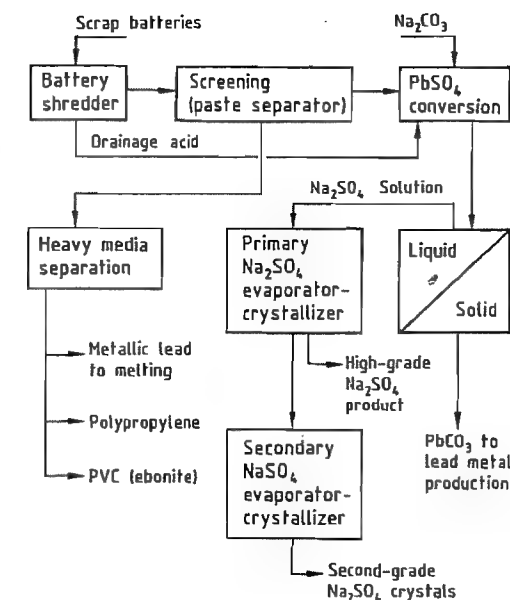 Scrap batteries
Na₂CO₃
Battery
shredder
Screening
(paste separator)
PbSO₄
conversion
Drainage acid
Na₂SO₄ Solution
Heavy media
separation
Primary
Na₂SO₄
evaporator-
crystallizer
Liquid
Solid
Metallic lead
to melting
High-grade
Na₂SO₄
product
Polypropylene
PbCO₃ to
lead metal
production
PVC (ebonite)
Secondary
NaSO₄
evaporator-
crystallizer
Second-grade
Na₂SO₄ crystals